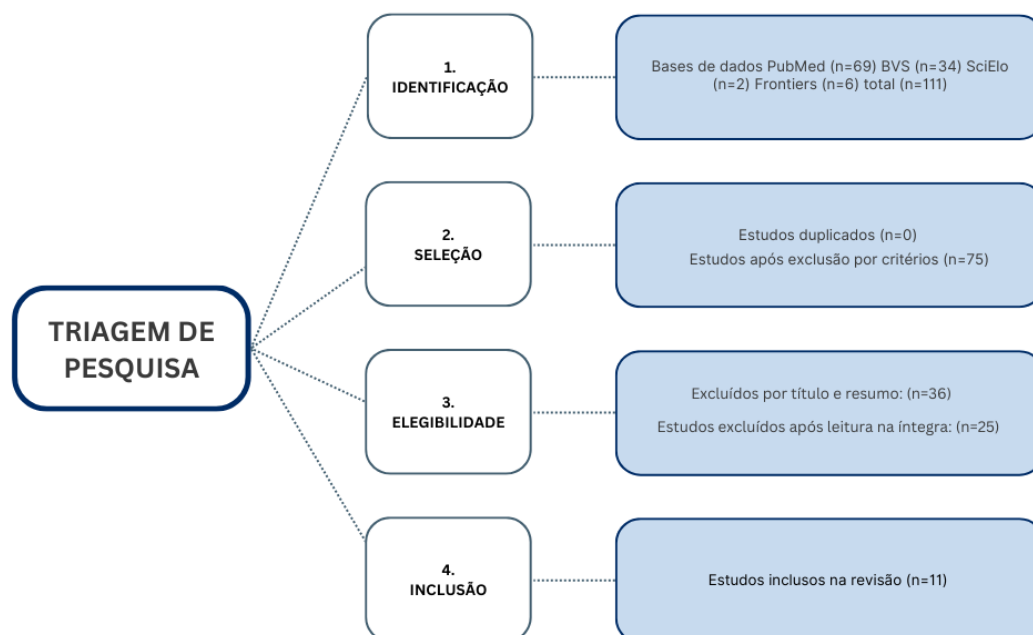 TRIAGEM DE
PESQUISA
1.
IDENTIFICAÇÃO
Bases de dados PubMed (n=69) BVS (n=34) SciElo
(n=2) Frontiers (n=6) total (n=111)
2.
SELEÇÃO
Estudos duplicados (n=0)
Estudos após exclusão por critérios (n=75)
3.
ELEGIBILIDADE
Excluídos por título e resumo: (n=36)
Estudos excluídos após leitura na íntegra: (n=25)
4.
INCLUSÃO
Estudos inclusos na revisão (n=11)